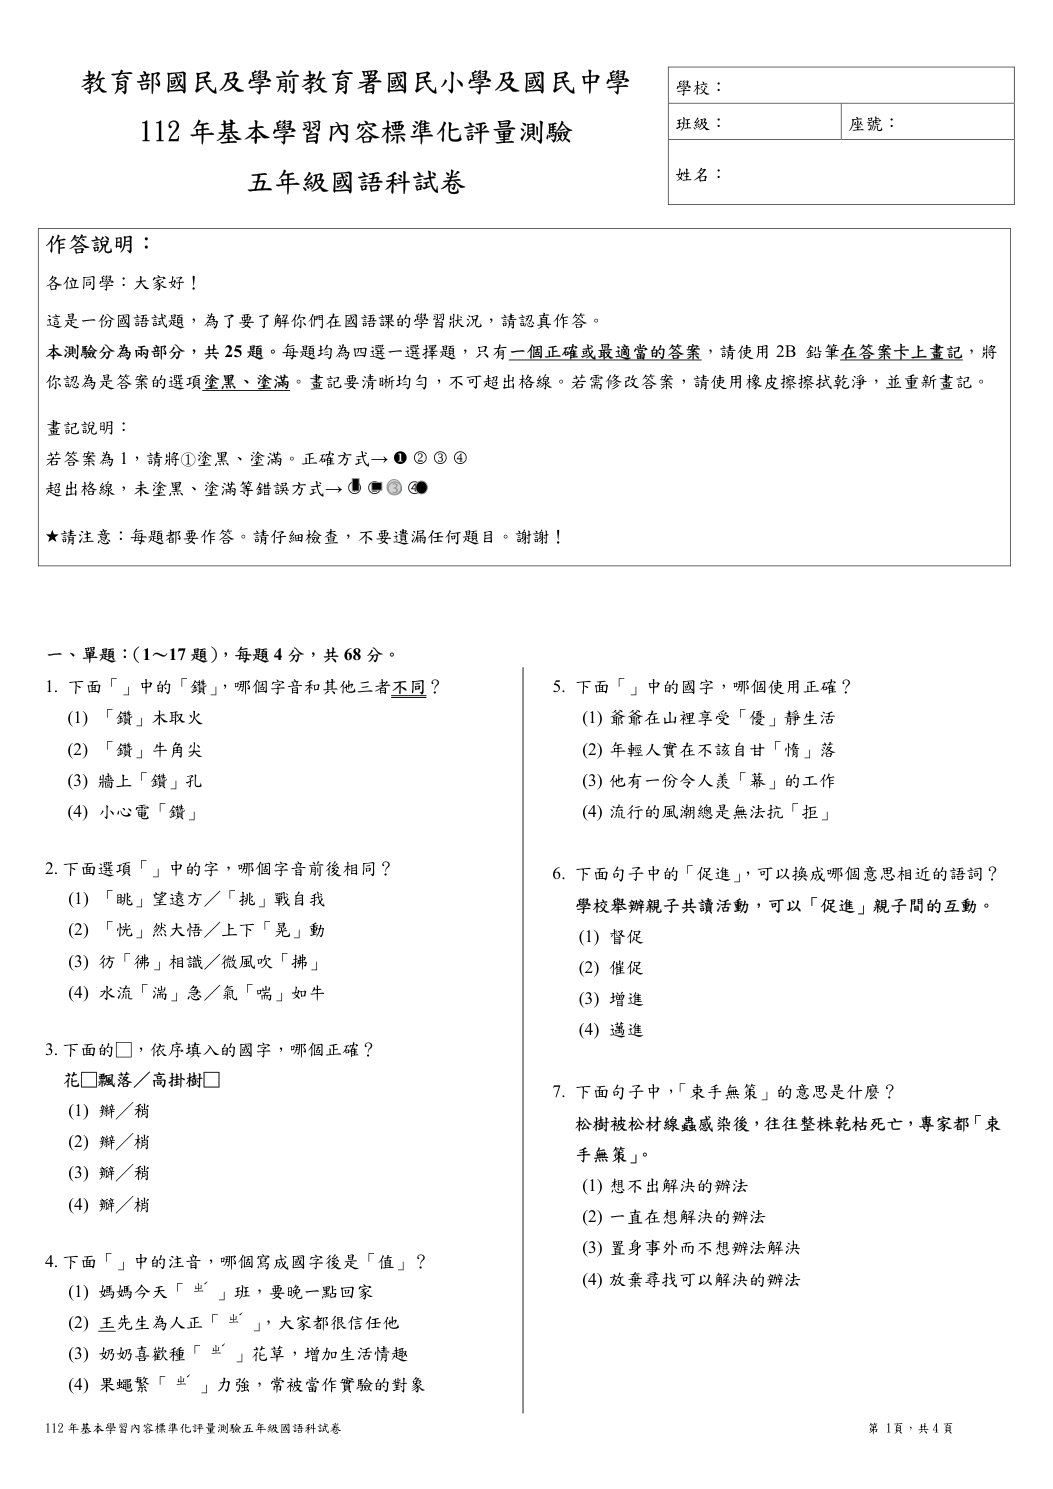 教育部國民及學前教育署國民小學及國民中學
112 年基本學習內容標準化評量測驗
五年級國語科試卷
學校：
班級：
座號：
姓名：
作答說明：
各位同學：大家好！
這是一份國語試題，為了要了解你們在國語課的學習狀況，請認真作答。
本測驗分為兩部分，共 25 題。每題均為四選一選擇題，只有一個正確或最適當的答案，請使用 2B 鉛筆在答案卡上畫記，將
你認為是答案的選項塗黑、塗滿。畫記要清晰均勻，不可超出格線。若需修改答案，請使用橡皮擦擦拭乾淨，並重新畫記。
畫記說明：
若答案為 1，請將①塗黑、塗滿。正確方式→ ❶ ② ③ ④
超出格線，未塗黑、塗滿等錯誤方式→ ① ② ③ ④
★請注意：每題都要作答。請仔細檢查，不要遺漏任何題目。謝謝！
一、單題：（1～17 題），每題 4 分，共 68 分。
1. 下面「」中的「鑽」，哪個字音和其他三者不同？
(1) 「鑽」木取火
(2) 「鑽」牛角尖
(3) 牆上「鑽」孔
(4) 小心電「鑽」
2. 下面選項「」中的字，哪個字音前後相同？
(1) 「眺」望遠方／「挑」戰自我
(2) 「恍」然大悟／上下「晃」動
(3) 彷「彿」相識／微風吹「拂」
(4) 水流「湍」急／氣「喘」如牛
3. 下面的□，依序填入的國字，哪個正確？
花□飄落／高掛樹□
(1) 辮／稍
(2) 辮／梢
(3) 瓣／稍
(4) 瓣／梢
4. 下面「」中的注音，哪個寫成國字後是「值」？
(1) 媽媽今天「 ㄓˊ 」班，要晚一點回家
(2) 王先生為人正「 ㄓˊ 」，大家都很信任他
(3) 奶奶喜歡種「 ㄓˊ 」花草，增加生活情趣
(4) 果蠅繁「 ㄓˊ 」力強，常被當作實驗的對象
5. 下面「」中的國字，哪個使用正確？
(1) 爺爺在山裡享受「優」靜生活
(2) 年輕人實在不該自甘「惰」落
(3) 他有一份令人羨「幕」的工作
(4) 流行的風潮總是無法抗「拒」
6. 下面句子中的「促進」，可以換成哪個意思相近的語詞？
學校舉辦親子共讀活動，可以「促進」親子間的互動。
(1) 督促
(2) 催促
(3) 增進
(4) 邁進
7. 下面句子中，「束手無策」的意思是什麼？
松樹被松材線蟲感染後，往往整株乾枯死亡，專家都「束
手無策」。
(1) 想不出解決的辦法
(2) 一直在想解決的辦法
(3) 置身事外而不想辦法解決
(4) 放棄尋找可以解決的辦法
112 年基本學習內容標準化評量測驗五年級國語科試卷
第 1頁，共 4 頁